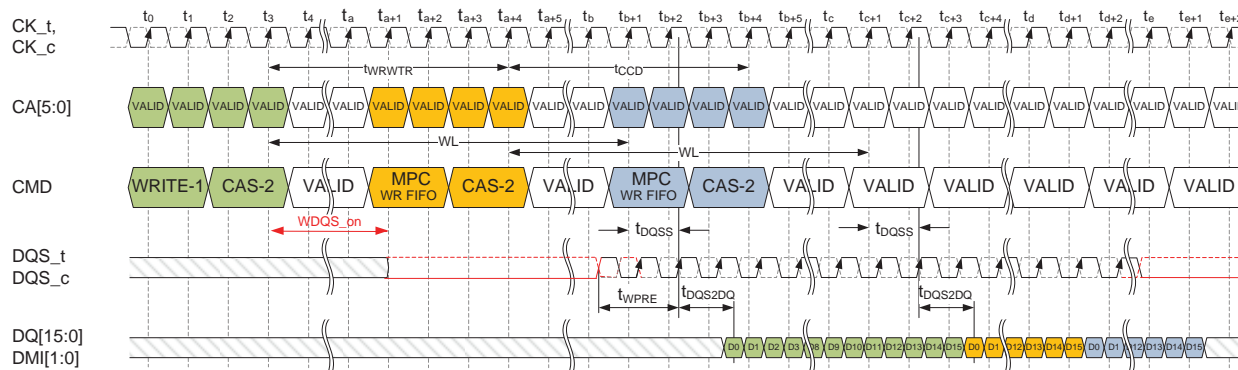 t0 t1 t2 t3 t4 ta ta+1 ta+2 ta+3 ta+4 ta+5 tb tb+1 tb+2 tb+3 tb+4 tb+5 tc tc+1 tc+2 tc+3 tc+4 td td+1 td+2 te te+1
CK_t,
CK_c
tWRWTR tCCD
CA[5:0] VALID VALID VALID VALID VALID VALID VALID VALID VALID VALID VALID VALID VALID VALID VALID VALID VALID VALID VALID VALID VALID VALID VALID VALID VALID VALID VALID VALID
WL
WL
CMD WRITE-1 CAS-2 VALID MPC WR FIFO CAS-2 VALID MPC WR FIFO CAS-2 VALID VALID VALID VALID VALID VALID
WDQS_on
tDQSS tDQSS
DQS_t
DQS_c
tWPRE tDQS2DQ tDQS2DQ
DQ[15:0]
D0 D1 D2 D3 D9 D10 D11 D12 D13 D14 D15 D0 D1 D12 D13 D14 D15 D0 D1 D13 D14 D15
DMI[1:0]